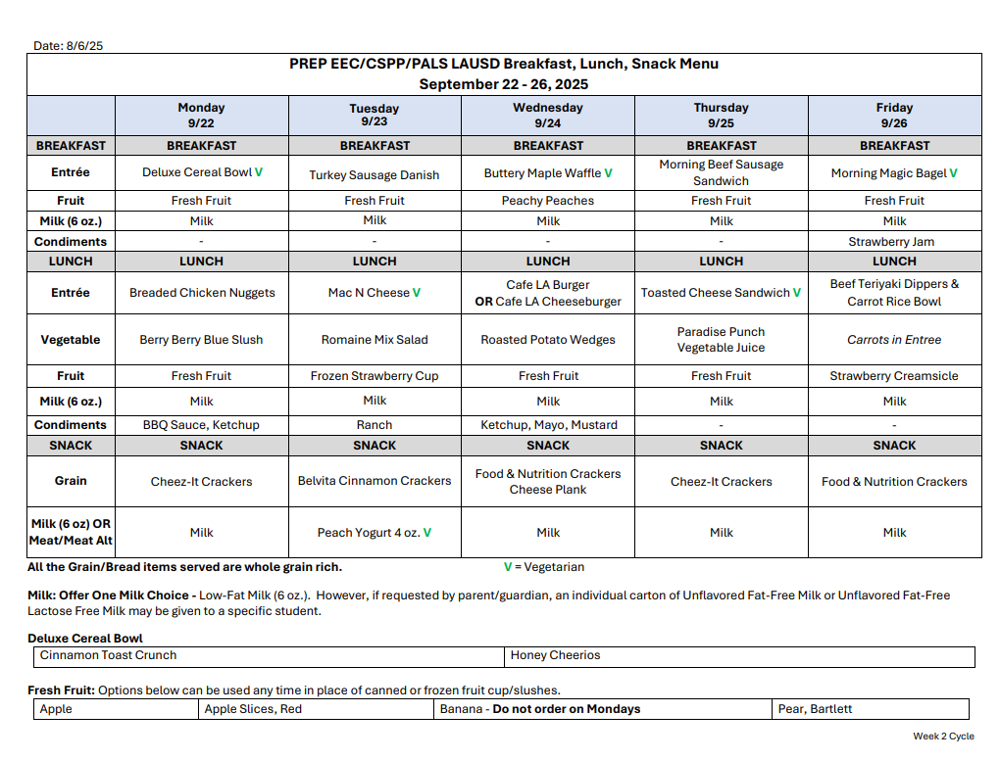 Date: 8/6/25
PREP EEC/CSPP/PALS LAUSD Breakfast, Lunch, Snack Menu
September 22 - 26, 2025
Monday 9/22 Tuesday 9/23 Wednesday 9/24 Thursday 9/25 Friday 9/26
BREAKFAST BREAKFAST BREAKFAST BREAKFAST BREAKFAST BREAKFAST
Entrée Deluxe Cereal Bowl V Turkey Sausage Danish Buttery Maple Waffle V Morning Beef Sausage Sandwich Morning Magic Bagel V
Fruit Fresh Fruit Fresh Fruit Peachy Peaches Fresh Fruit Fresh Fruit
Milk (6 oz.) Milk Milk Milk Milk Milk
Condiments - - - - Strawberry Jam
LUNCH LUNCH LUNCH LUNCH LUNCH LUNCH
Entrée Breaded Chicken Nuggets Mac N Cheese V Cafe LA Burger OR Cafe LA Cheeseburger Toasted Cheese Sandwich V Beef Teriyaki Dippers & Carrot Rice Bowl
Vegetable Berry Berry Blue Slush Romaine Mix Salad Roasted Potato Wedges Paradise Punch Vegetable Juice Carrots in Entree
Fruit Fresh Fruit Frozen Strawberry Cup Fresh Fruit Fresh Fruit Strawberry Creamsicle
Milk (6 oz.) Milk Milk Milk Milk Milk
Condiments BBQ Sauce, Ketchup Ranch Ketchup, Mayo, Mustard - -
SNACK SNACK SNACK SNACK SNACK SNACK
Grain Cheez-It Crackers Belvita Cinnamon Crackers Food & Nutrition Crackers Cheese Plank Cheez-It Crackers Food & Nutrition Crackers
Milk (6 oz) OR Meat/Meat Alt Milk Peach Yogurt 4 oz. V Milk Milk Milk
All the Grain/Bread items served are whole grain rich. V = Vegetarian
Milk: Offer One Milk Choice - Low-Fat Milk (6 oz.). However, if requested by parent/guardian, an individual carton of Unflavored Fat-Free Milk or Unflavored Fat-Free
Lactose Free Milk may be given to a specific student.
Deluxe Cereal Bowl
Cinnamon Toast Crunch Honey Cheerios
Fresh Fruit: Options below can be used any time in place of canned or frozen fruit cup/slushes.
Apple Apple Slices, Red Banana - Do not order on Mondays Pear, Bartlett
Week 2 Cycle